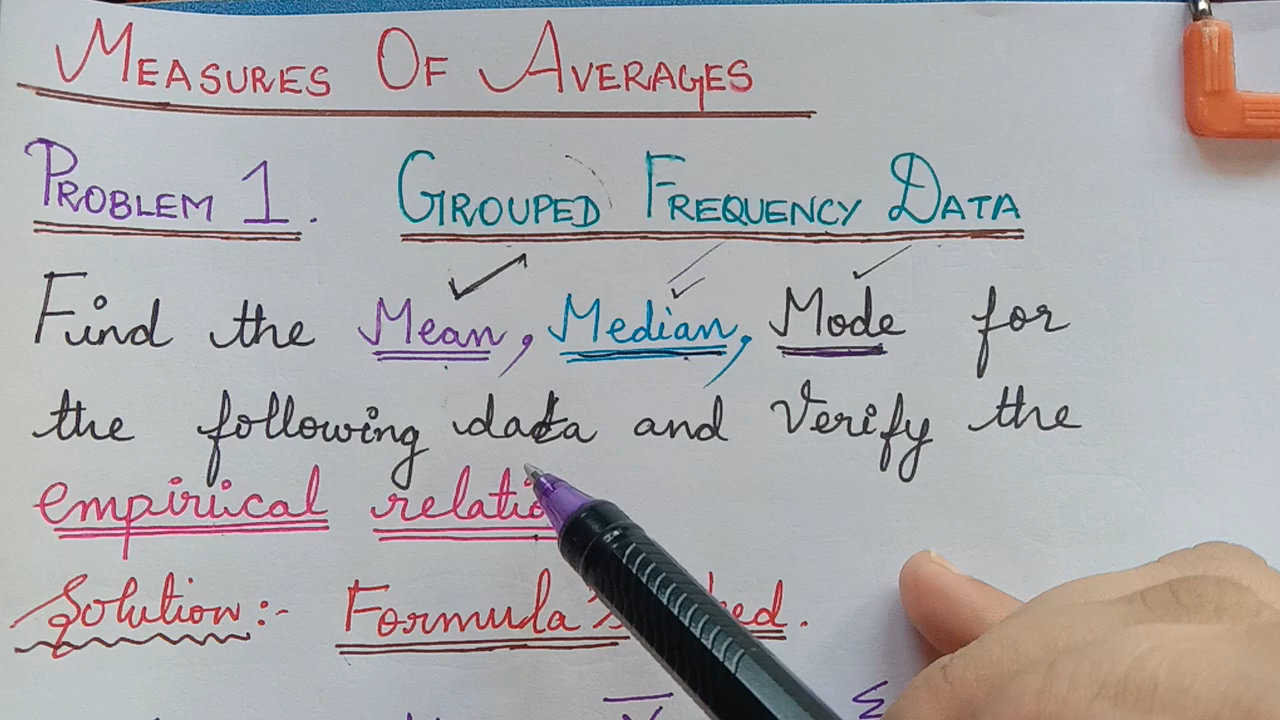 MEASURES OF AVERAGES
PROBLEM 1. GROUPED FREQUENCY DATA
Find the Mean, Median, Mode for
the following data and Verify the
empirical
Solution:- Formula's